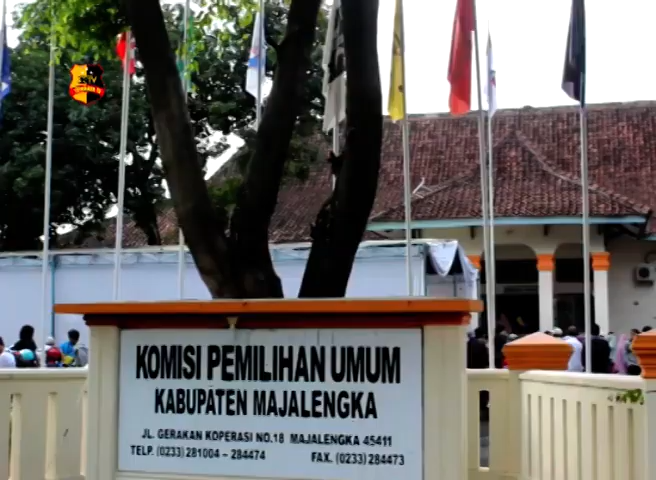 KOMISI PEMILIHAN UMUM
KABUPATEN MAJALENGKA
JL. GERAKAN KOPERASI NO.18 MAJALENGKA 45411
TELP. (0233) 281004 – 284474 FAX. (0233) 284473